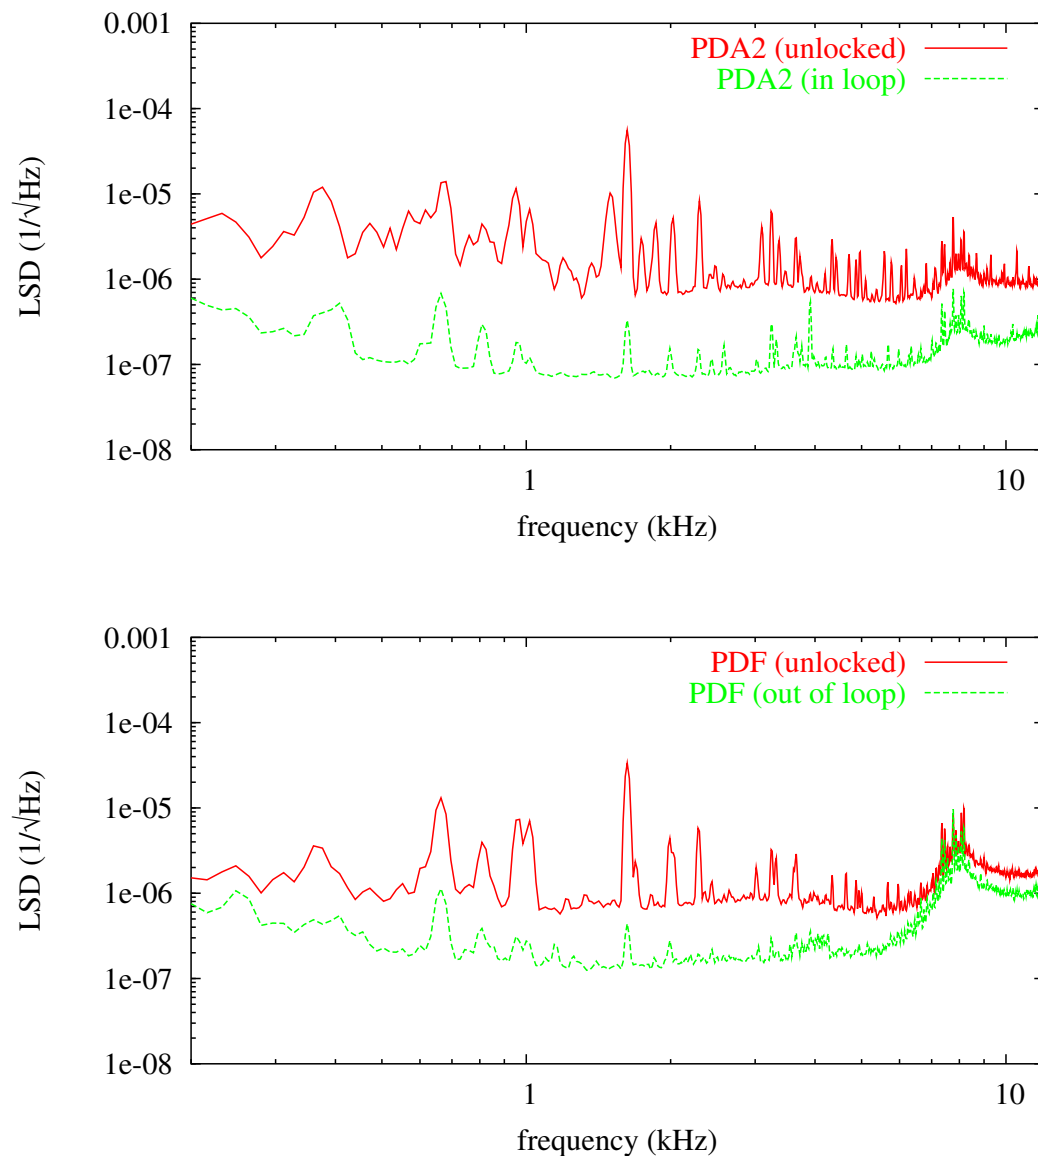 0.001
PDA2 (unlocked)
PDA2 (in loop)
1e-04
1e-05
1e-06
1e-07
1e-08
LSD (1/√Hz)
1 10
frequency (kHz)
0.001
PDF (unlocked)
PDF (out of loop)
1e-04
1e-05
1e-06
1e-07
1e-08
LSD (1/√Hz)
1 10
frequency (kHz)